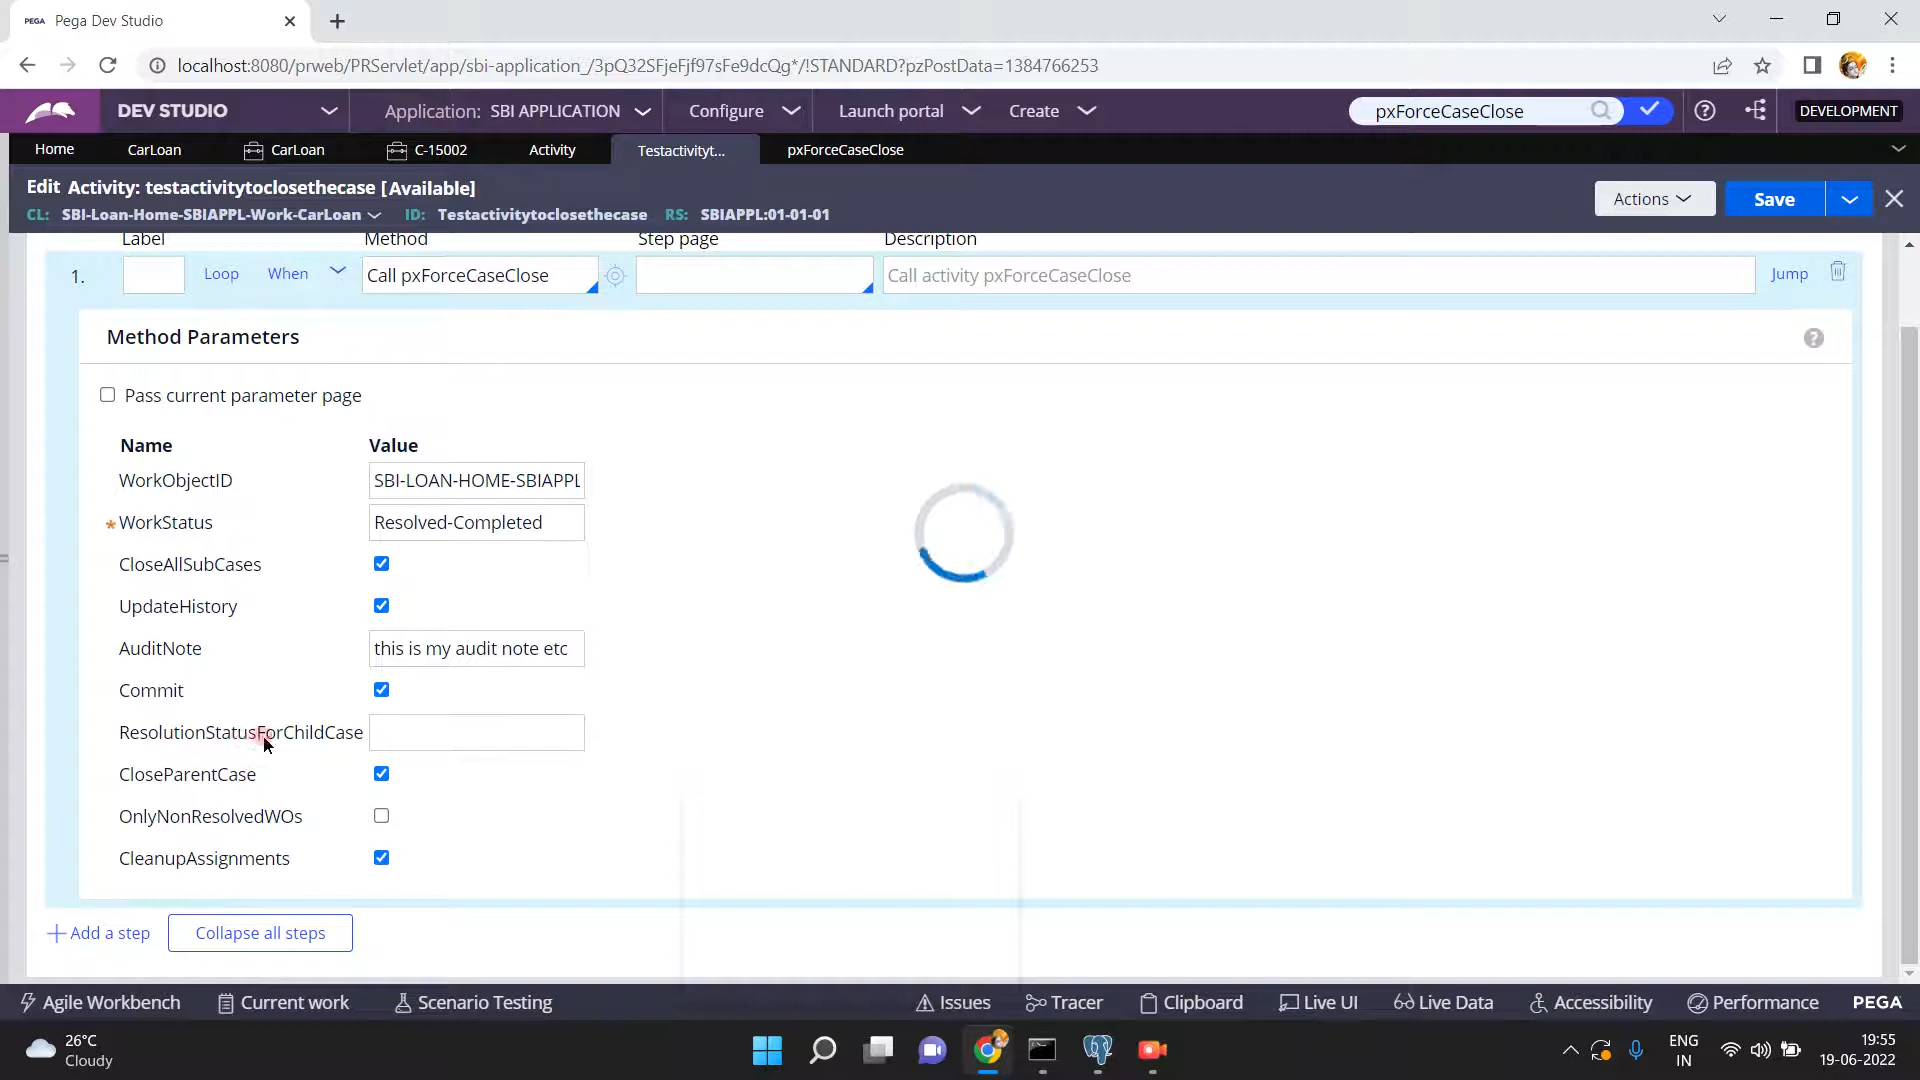 PEGA Pega Dev Studio
localhost:8080/prweb/PRServlet/app/sbi-application_/3pQ32SFjeFjf97sFe9dcQg*/!STANDARD?pzPostData=1384766253
DEV STUDIO Application: SBI APPLICATION Configure Launch portal Create pxForceCaseClose DEVELOPMENT
Home CarLoan CarLoan C-15002 Activity Testactivityt... pxForceCaseClose
Edit Activity: testactivitytoclosethecase [Available]
CL: SBI-Loan-Home-SBIAPPL-Work-CarLoan ID: Testactivitytoclosethecase RS: SBIAPPL:01-01-01
Actions Save
Label Method Step page Description
1. Loop When Call pxForceCaseClose Call activity pxForceCaseClose Jump
Method Parameters
Pass current parameter page
Name Value
WorkObjectID SBI-LOAN-HOME-SBIAPPL
*WorkStatus Resolved-Completed
CloseAllSubCases
UpdateHistory
AuditNote this is my audit note etc
Commit
ResolutionStatusForChildCase
CloseParentCase
OnlyNonResolvedWOs
CleanupAssignments
Add a step Collapse all steps
Agile Workbench Current work Scenario Testing Issues Tracer Clipboard Live UI Live Data Accessibility Performance PEGA
26°C
Cloudy
ENG
IN
19:55
19-06-2022